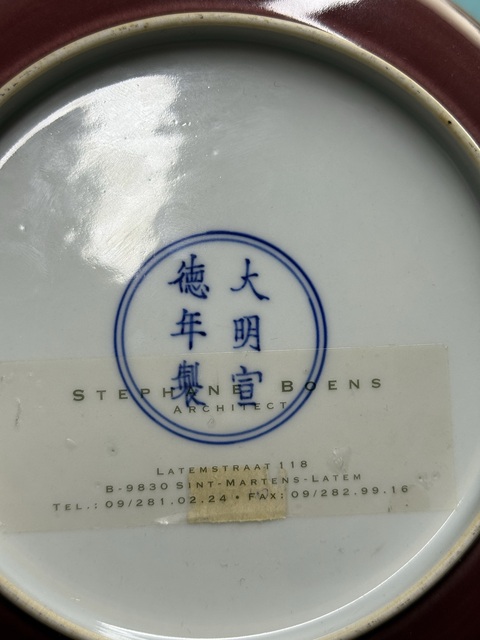 大明宣
德年製
STEPHANE BOENS
ARCHITECT
LATEMSTRAAT 118
B-9830 SINT-MARTENS-LATEM
TEL.: 09/281.02.24 • FAX: 09/282.99.16